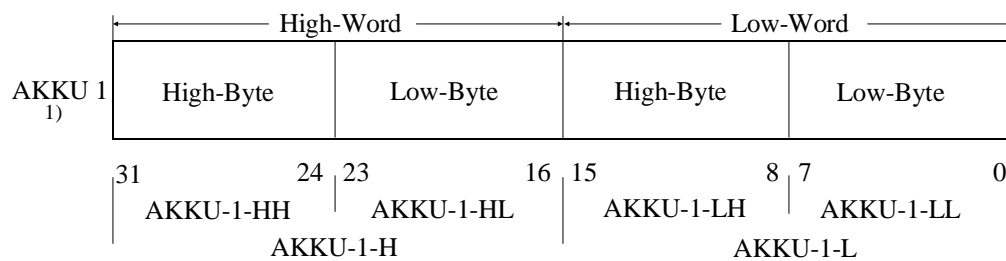 High-Word Low-Word
AKKU 1 High-Byte Low-Byte High-Byte Low-Byte
1)
31 24 23 16 15 8 7 0
AKKU-1-HH AKKU-1-HL AKKU-1-LH AKKU-1-LL
AKKU-1-H AKKU-1-L